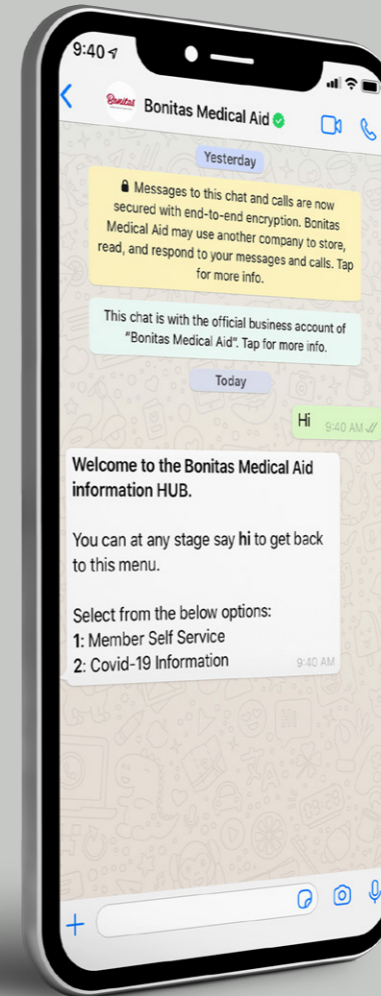 9:40
Bonitas
Bonitas Medical Aid
Yesterday
Messages to this chat and calls are now
secured with end-to-end encryption. Bonitas
Medical Aid may use another company to store,
read, and respond to your messages and calls. Tap
for more info.
This chat is with the official business account of
"Bonitas Medical Aid". Tap for more info.
Today
Hi 9:40 AM
Welcome to the Bonitas Medical Aid
information HUB.
You can at any stage say hi to get back
to this menu.
Select from the below options:
1: Member Self Service
2: Covid-19 Information 9:40 AM